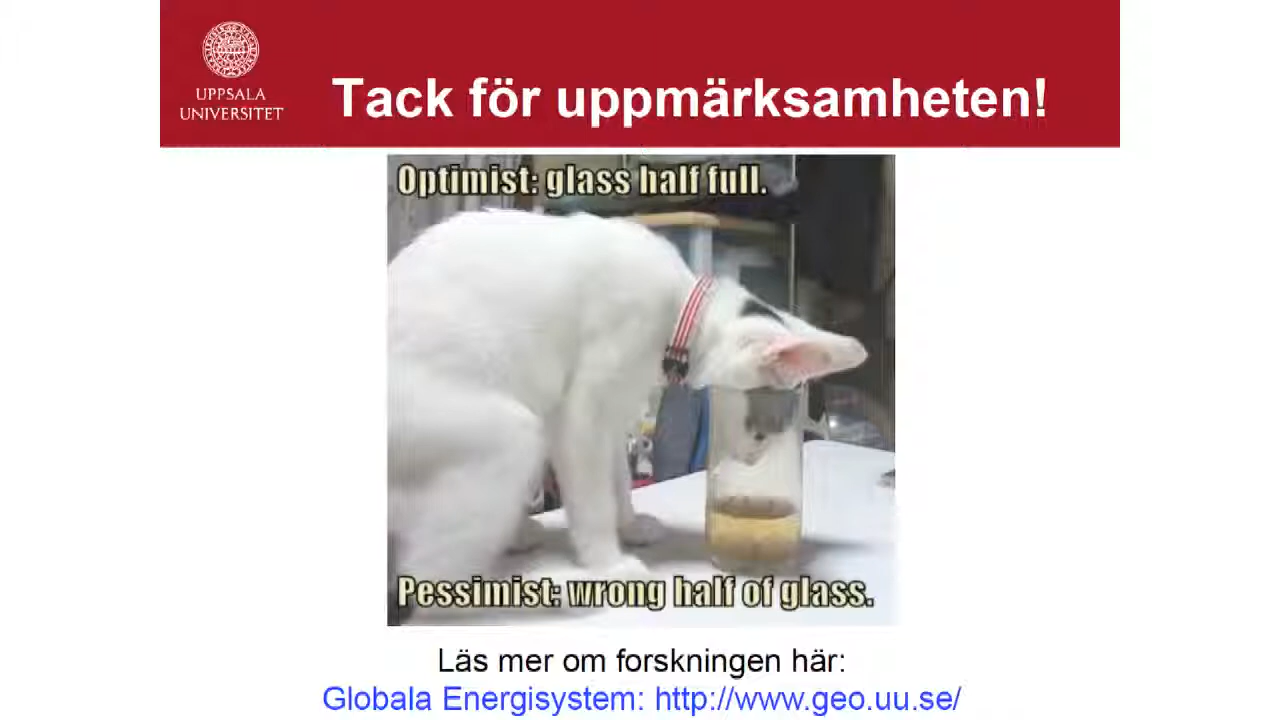 UPPSALA
UNIVERSITET
Tack för uppmärksamheten!
Optimist: glass half full.
Pessimist: wrong half of glass.
Läs mer om forskningen här:
Globala Energisystem: http://www.geo.uu.se/